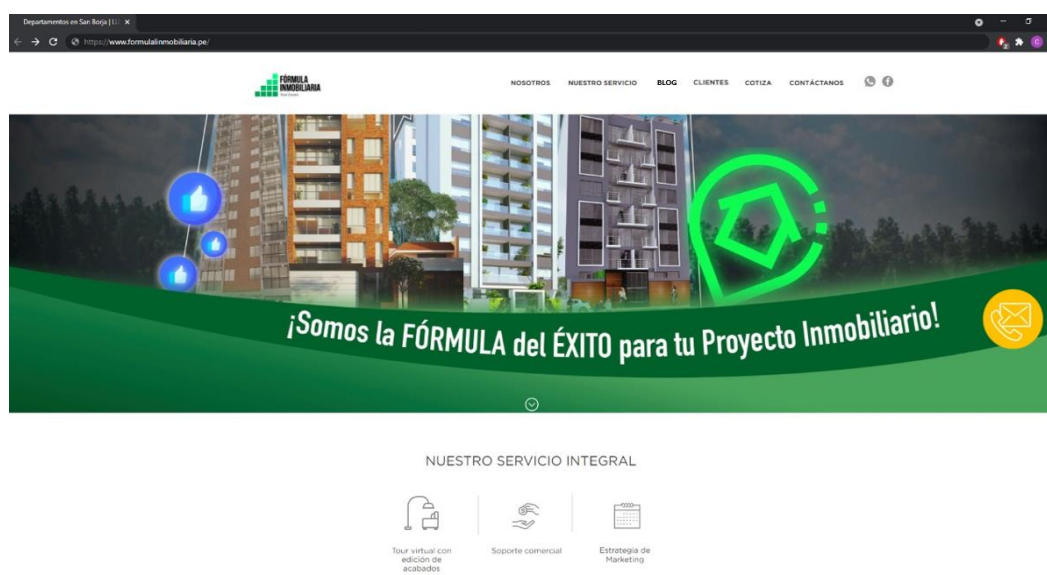 Departamentos en San Borja |
https://www.formulalinmobiliaria.pe/
FÓRMULA
INMOBILIARIA
NOSOTROS NUESTRO SERVICIO BLOG CLIENTES COTIZA CONTÁCTANOS
¡Somos la FÓRMULA del ÉXITO para tu Proyecto Inmobiliario!
NUESTRO SERVICIO INTEGRAL
Tour virtual con
edición de
acabados
Soporte comercial
Estrategia de
Marketing